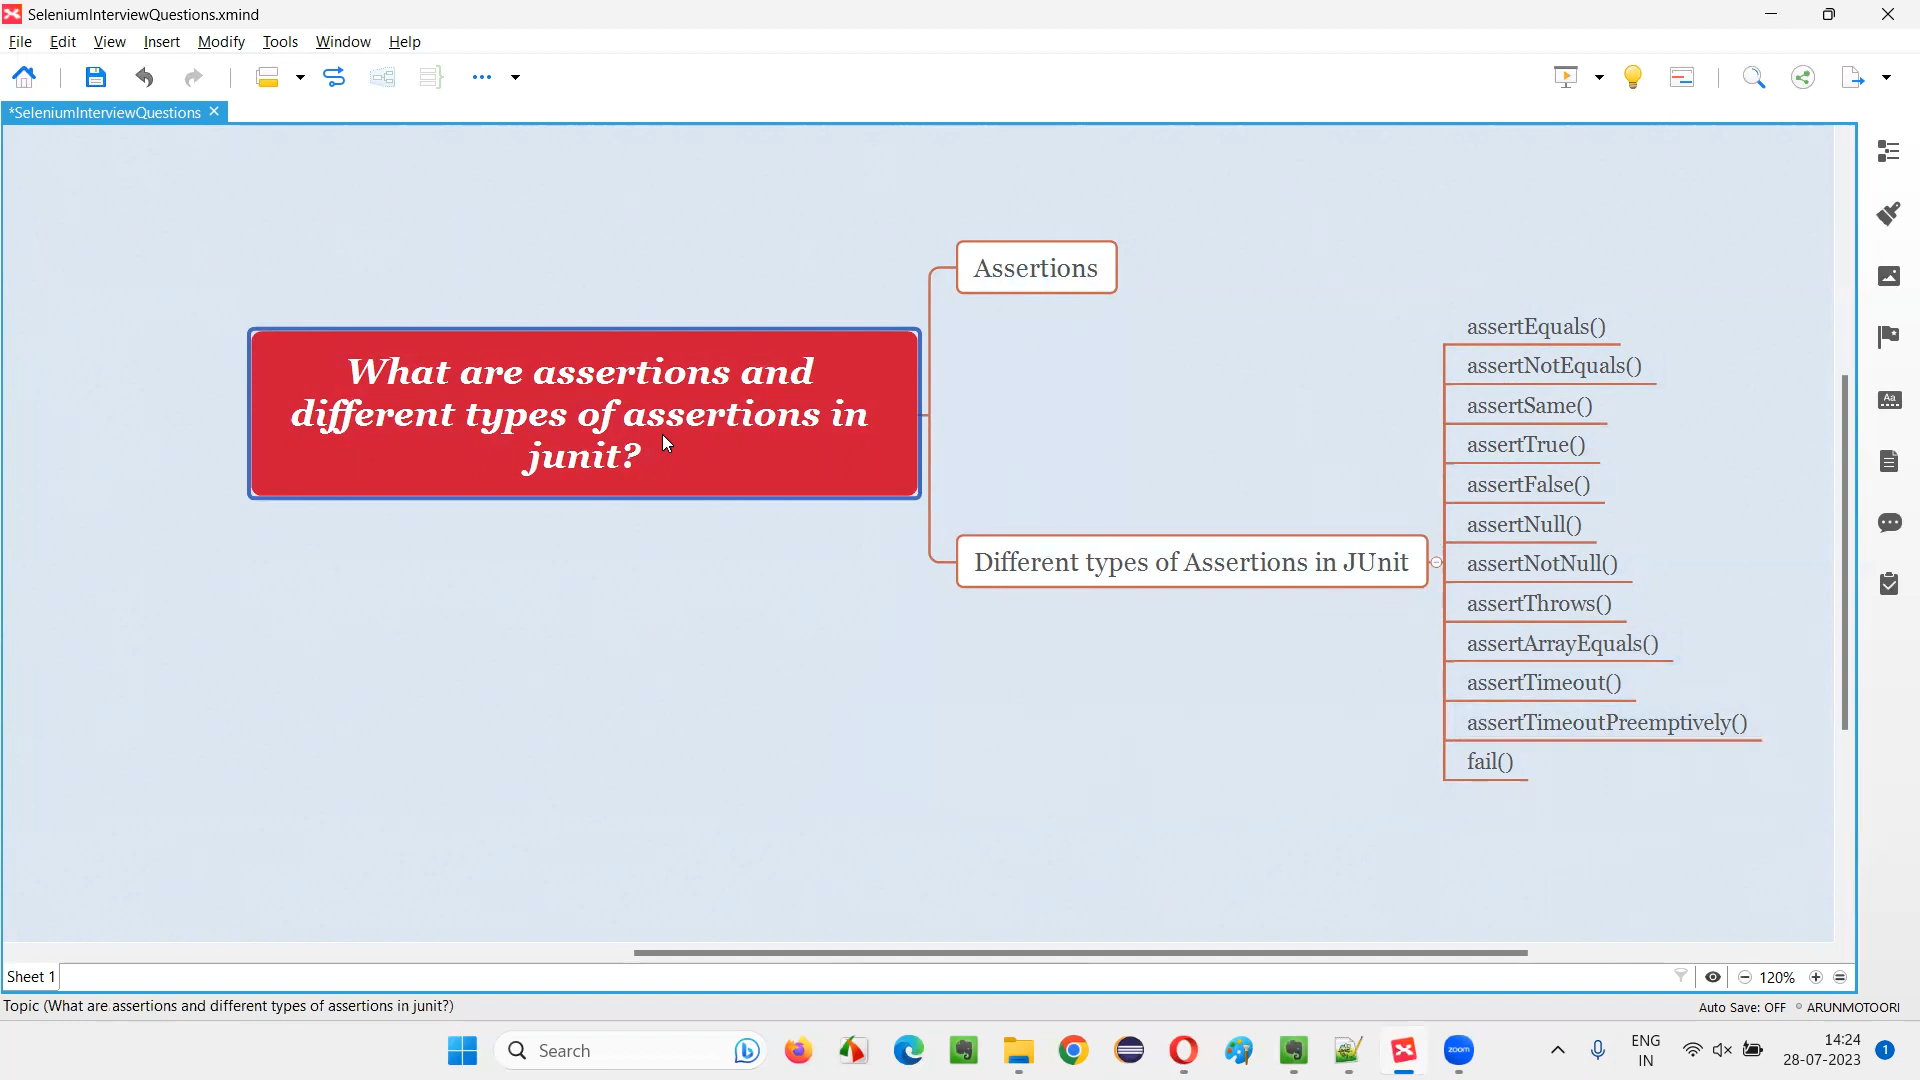 SeleniumInterviewQuestions.xmind
File Edit View Insert Modify Tools Window Help
*SeleniumInterviewQuestions
Assertions
What are assertions and
different types of assertions in
junit?
Different types of Assertions in JUnit
assertEquals()
assertNotEquals()
assertSame()
assertTrue()
assertFalse()
assertNull()
assertNotNull()
assertThrows()
assertArrayEquals()
assertTimeout()
assertTimeoutPreemptively()
fail()
Aa
Sheet 1
120%
Topic (What are assertions and different types of assertions in junit?)
Auto Save: OFF ARUNMOTOORI
Search
zoom
ENG
IN
14:24
28-07-2023
1